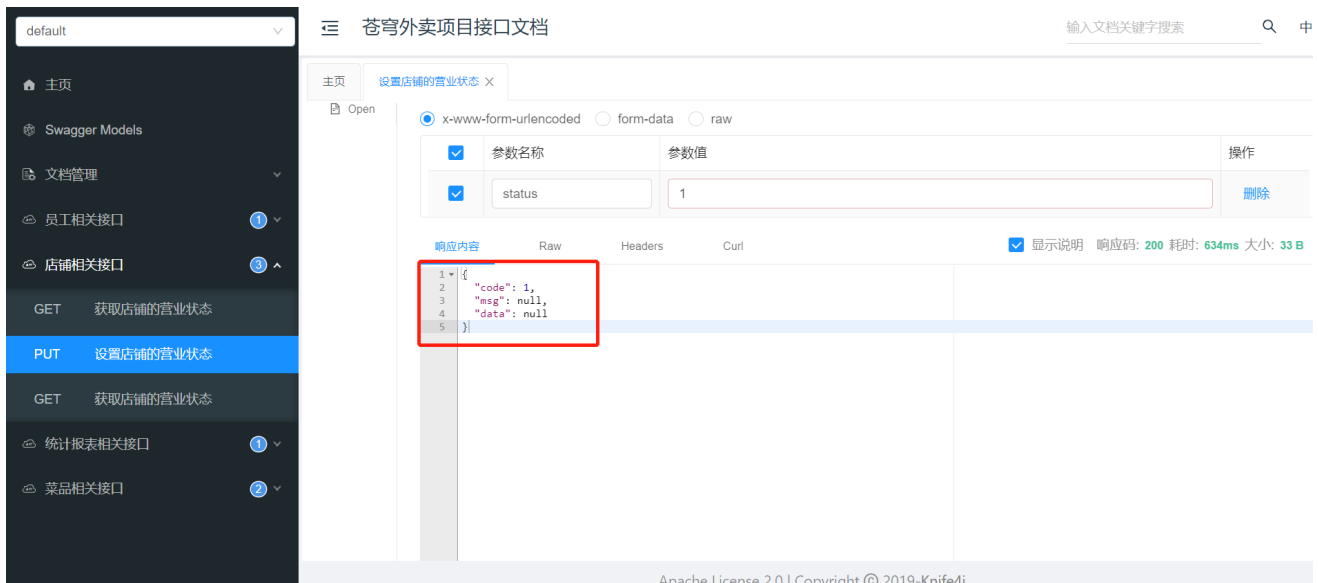 default
苍穹外卖项目接口文档
输入文档关键字搜索
中
主页
Swagger Models
文档管理
员工相关接口 1
店铺相关接口 3
GET 获取店铺的营业状态
PUT 设置店铺的营业状态
GET 获取店铺的营业状态
统计报表相关接口 1
菜品相关接口 2
主页 设置店铺的营业状态
Open
x-www-form-urlencoded form-data raw
参数名称 参数值 操作
status 1 删除
响应内容 Raw Headers Curl 显示说明 响应码: 200 耗时: 634ms 大小: 33 B
1 {
2 "code": 1,
3 "msg": null,
4 "data": null
5 }
Apache License 2.0 | Copyright © 2019-Knife4j